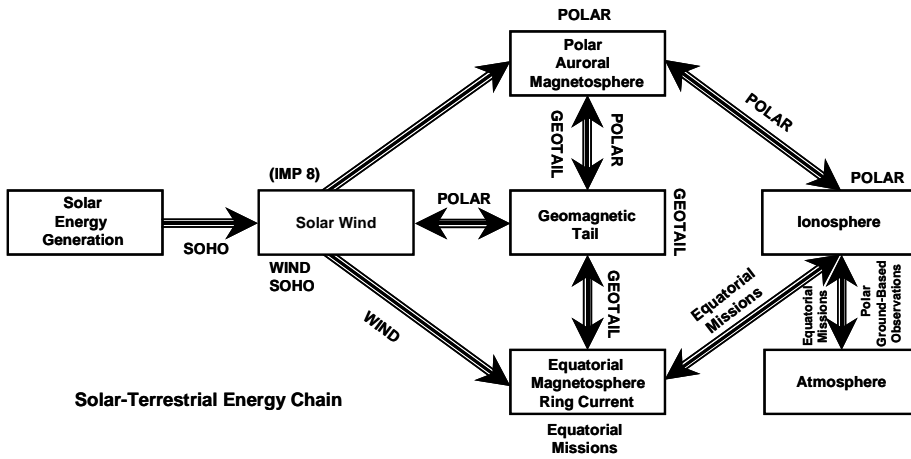 POLAR
Polar
Auroral
Magnetosphere
POLAR
GEOTAIL
POLAR
(IMP 8)
POLAR
Solar
Energy
Generation
SOHO
Solar Wind
POLAR
Geomagnetic
Tail
GEOTAIL
Ionosphere
WIND
SOHO
WIND
GEOTAIL
Equatorial
Missions
Equatorial
Missions
Polar
Ground-Based
Observations
Equatorial
Magnetosphere
Ring Current
Atmosphere
Solar-Terrestrial Energy Chain
Equatorial
Missions